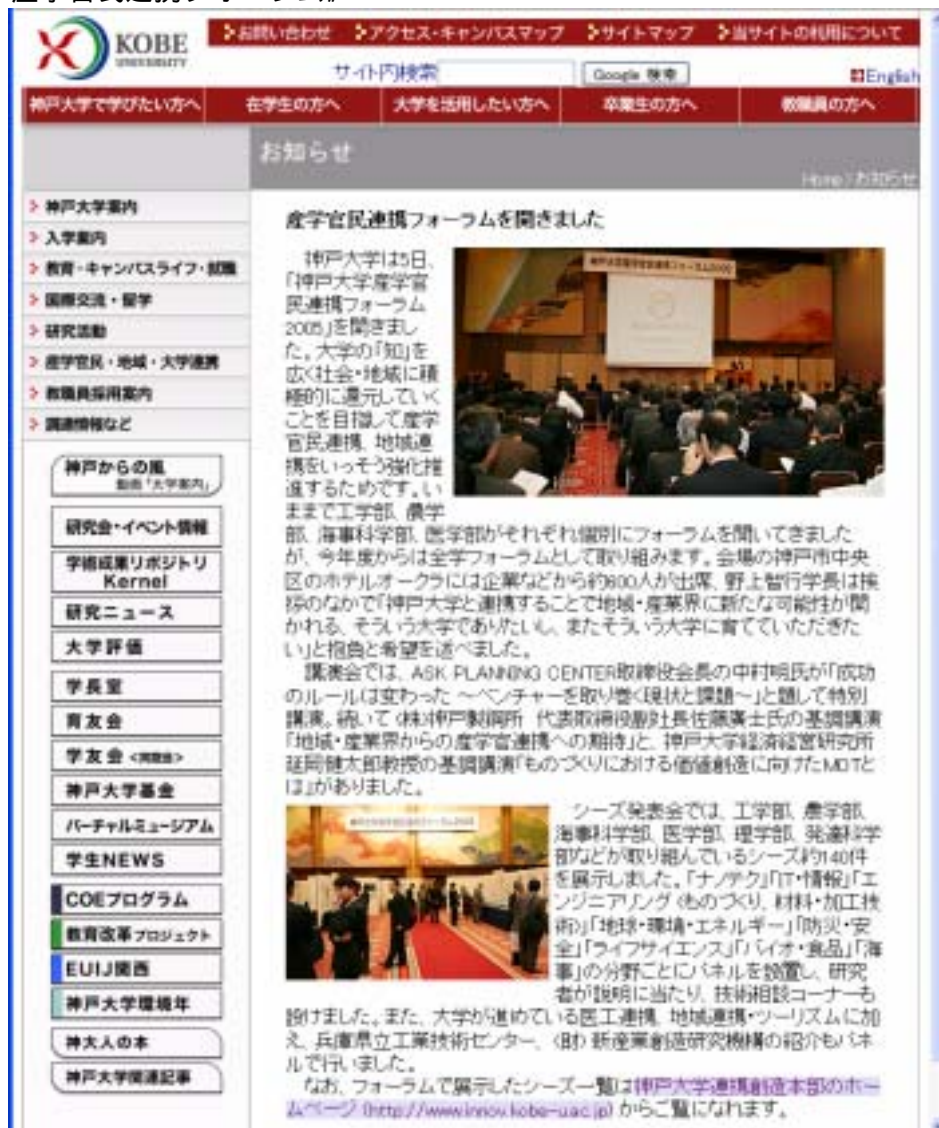 KOBE
UNIVERSITY
お問い合わせ
アクセス・キャンパスマップ
サイトマップ
当サイトの利用について
サイト内検索
Google 検索
English
神戸大学で学びたい方へ
在学生の方へ
大学を活用したい方へ
卒業生の方へ
教職員の方へ
お知らせ
Home > お知らせ
神戸大学案内
入学案内
教育・キャンパスライフ・就職
国際交流・留学
研究活動
産学官民・地域・大学連携
教職員採用案内
調達情報など
神戸からの風
動画「大学案内」
研究会・イベント情報
学術成果リポジトリ
Kernel
研究ニュース
大学評価
学長室
育友会
学友会 <同窓会>
神戸大学基金
バーチャルミュージアム
学生NEWS
COEプログラム
教育改革プロジェクト
EUIJ関西
神戸大学環境年
神大人の本
神戸大学関連記事
産学官民連携フォーラムを開きました
神戸大学は5日、
「神戸大学産学官
民連携フォーラム
2005」を開きまし
た。大学の「知」を
広く社会・地域に積
極的に還元していく
ことを目指して産学
官民連携、地域連
携をいっそう強化推
進するためです。い
ままで工学部、農学
部、海事科学部、医学部がそれぞれ個別にフォーラムを開いてきました
が、今年度からは全学フォーラムとして取り組みます。会場の神戸市中央
区のホテルオークラには企業などから約600人が出席、野上智行学長は挨
拶のなかで「神戸大学と連携することで地域・産業界に新たな可能性が開
かれる、そういう大学でありたいし、またそういう大学に育てていただきた
い」と抱負と希望を述べました。
講演会では、ASK PLANNING CENTER取締役会長の中村明氏が「成功
のルールは変わった ～ベンチャーを取り巻く現状と課題～」と題して特別
講演。続いて(株)神戸製鋼所 代表取締役副社長佐藤廣士氏の基調講演
「地域・産業界からの産学官連携への期待」と、神戸大学経済経営研究所
延岡健太郎教授の基調講演「ものづくりにおける価値創造に向けたMOTと
は」がありました。
シーズ発表会では、工学部、農学部、
海事科学部、医学部、理学部、発達科学
部などが取り組んでいるシーズ約140件
を展示しました。「ナノテク」「IT・情報」「エ
ンジニアリング(ものづくり、材料・加工技
術)」「地球・環境・エネルギー」「防災・安
全」「ライフサイエンス」「バイオ・食品」「海
事」の分野ごとにパネルを設置し、研究
者が説明に当たり、技術相談コーナーも
設けました。また、大学が進めている医工連携、地域連携・ツーリズムに加
え、兵庫県立工業技術センター、(財)新産業創造研究機構の紹介もパネ
ルで行いました。
なお、フォーラムで展示したシーズ一覧は神戸大学連携創造本部のホー
ムページ (http://www.innov.kobe-u.ac.jp) からご覧になれます。